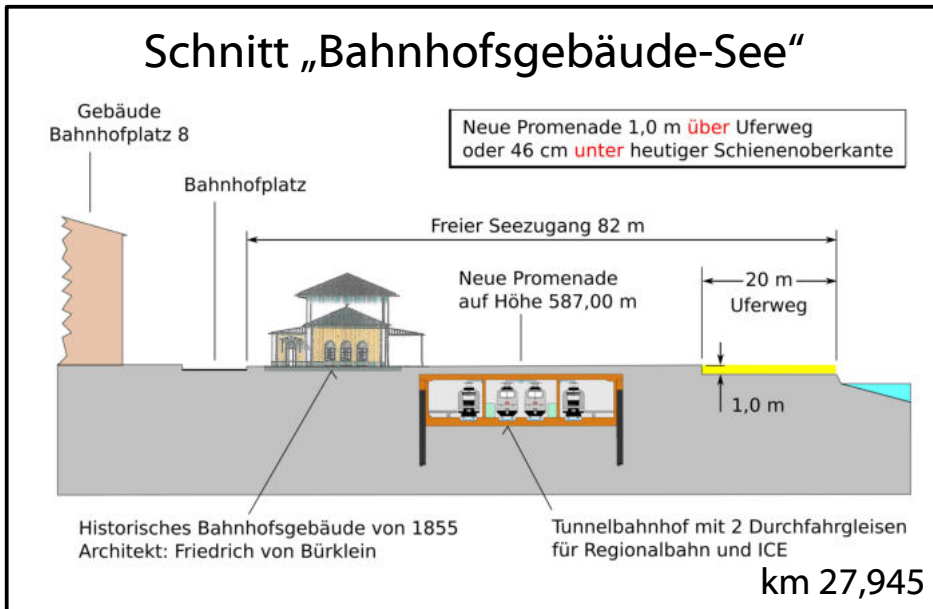 Schnitt „Bahnhofsgebäude-See“
Gebäude
Bahnhofplatz 8
Neue Promenade 1,0 m über Uferweg
oder 46 cm unter heutiger Schienenoberkante
Bahnhofplatz
Freier Seezugang 82 m
Neue Promenade
auf Höhe 587,00 m
20 m
Uferweg
1,0 m
Historisches Bahnhofsgebäude von 1855
Architekt: Friedrich von Bürklein
Tunnelbahnhof mit 2 Durchfahrgleisen
für Regionalbahn und ICE
km 27,945